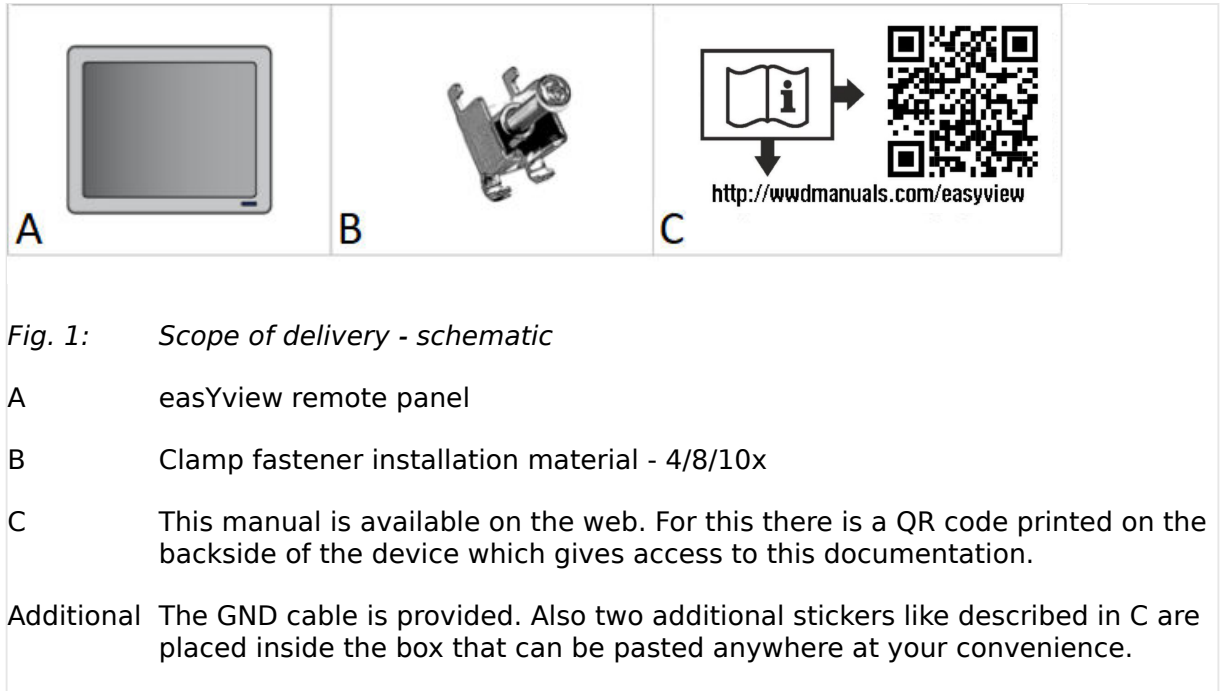 A
B
C
i
http://wwdmanuals.com/easyview
Fig. 1: Scope of delivery - schematic
A easYview remote panel
B Clamp fastener installation material - 4/8/10x
C This manual is available on the web. For this there is a QR code printed on the
backside of the device which gives access to this documentation.
Additional The GND cable is provided. Also two additional stickers like described in C are
placed inside the box that can be pasted anywhere at your convenience.